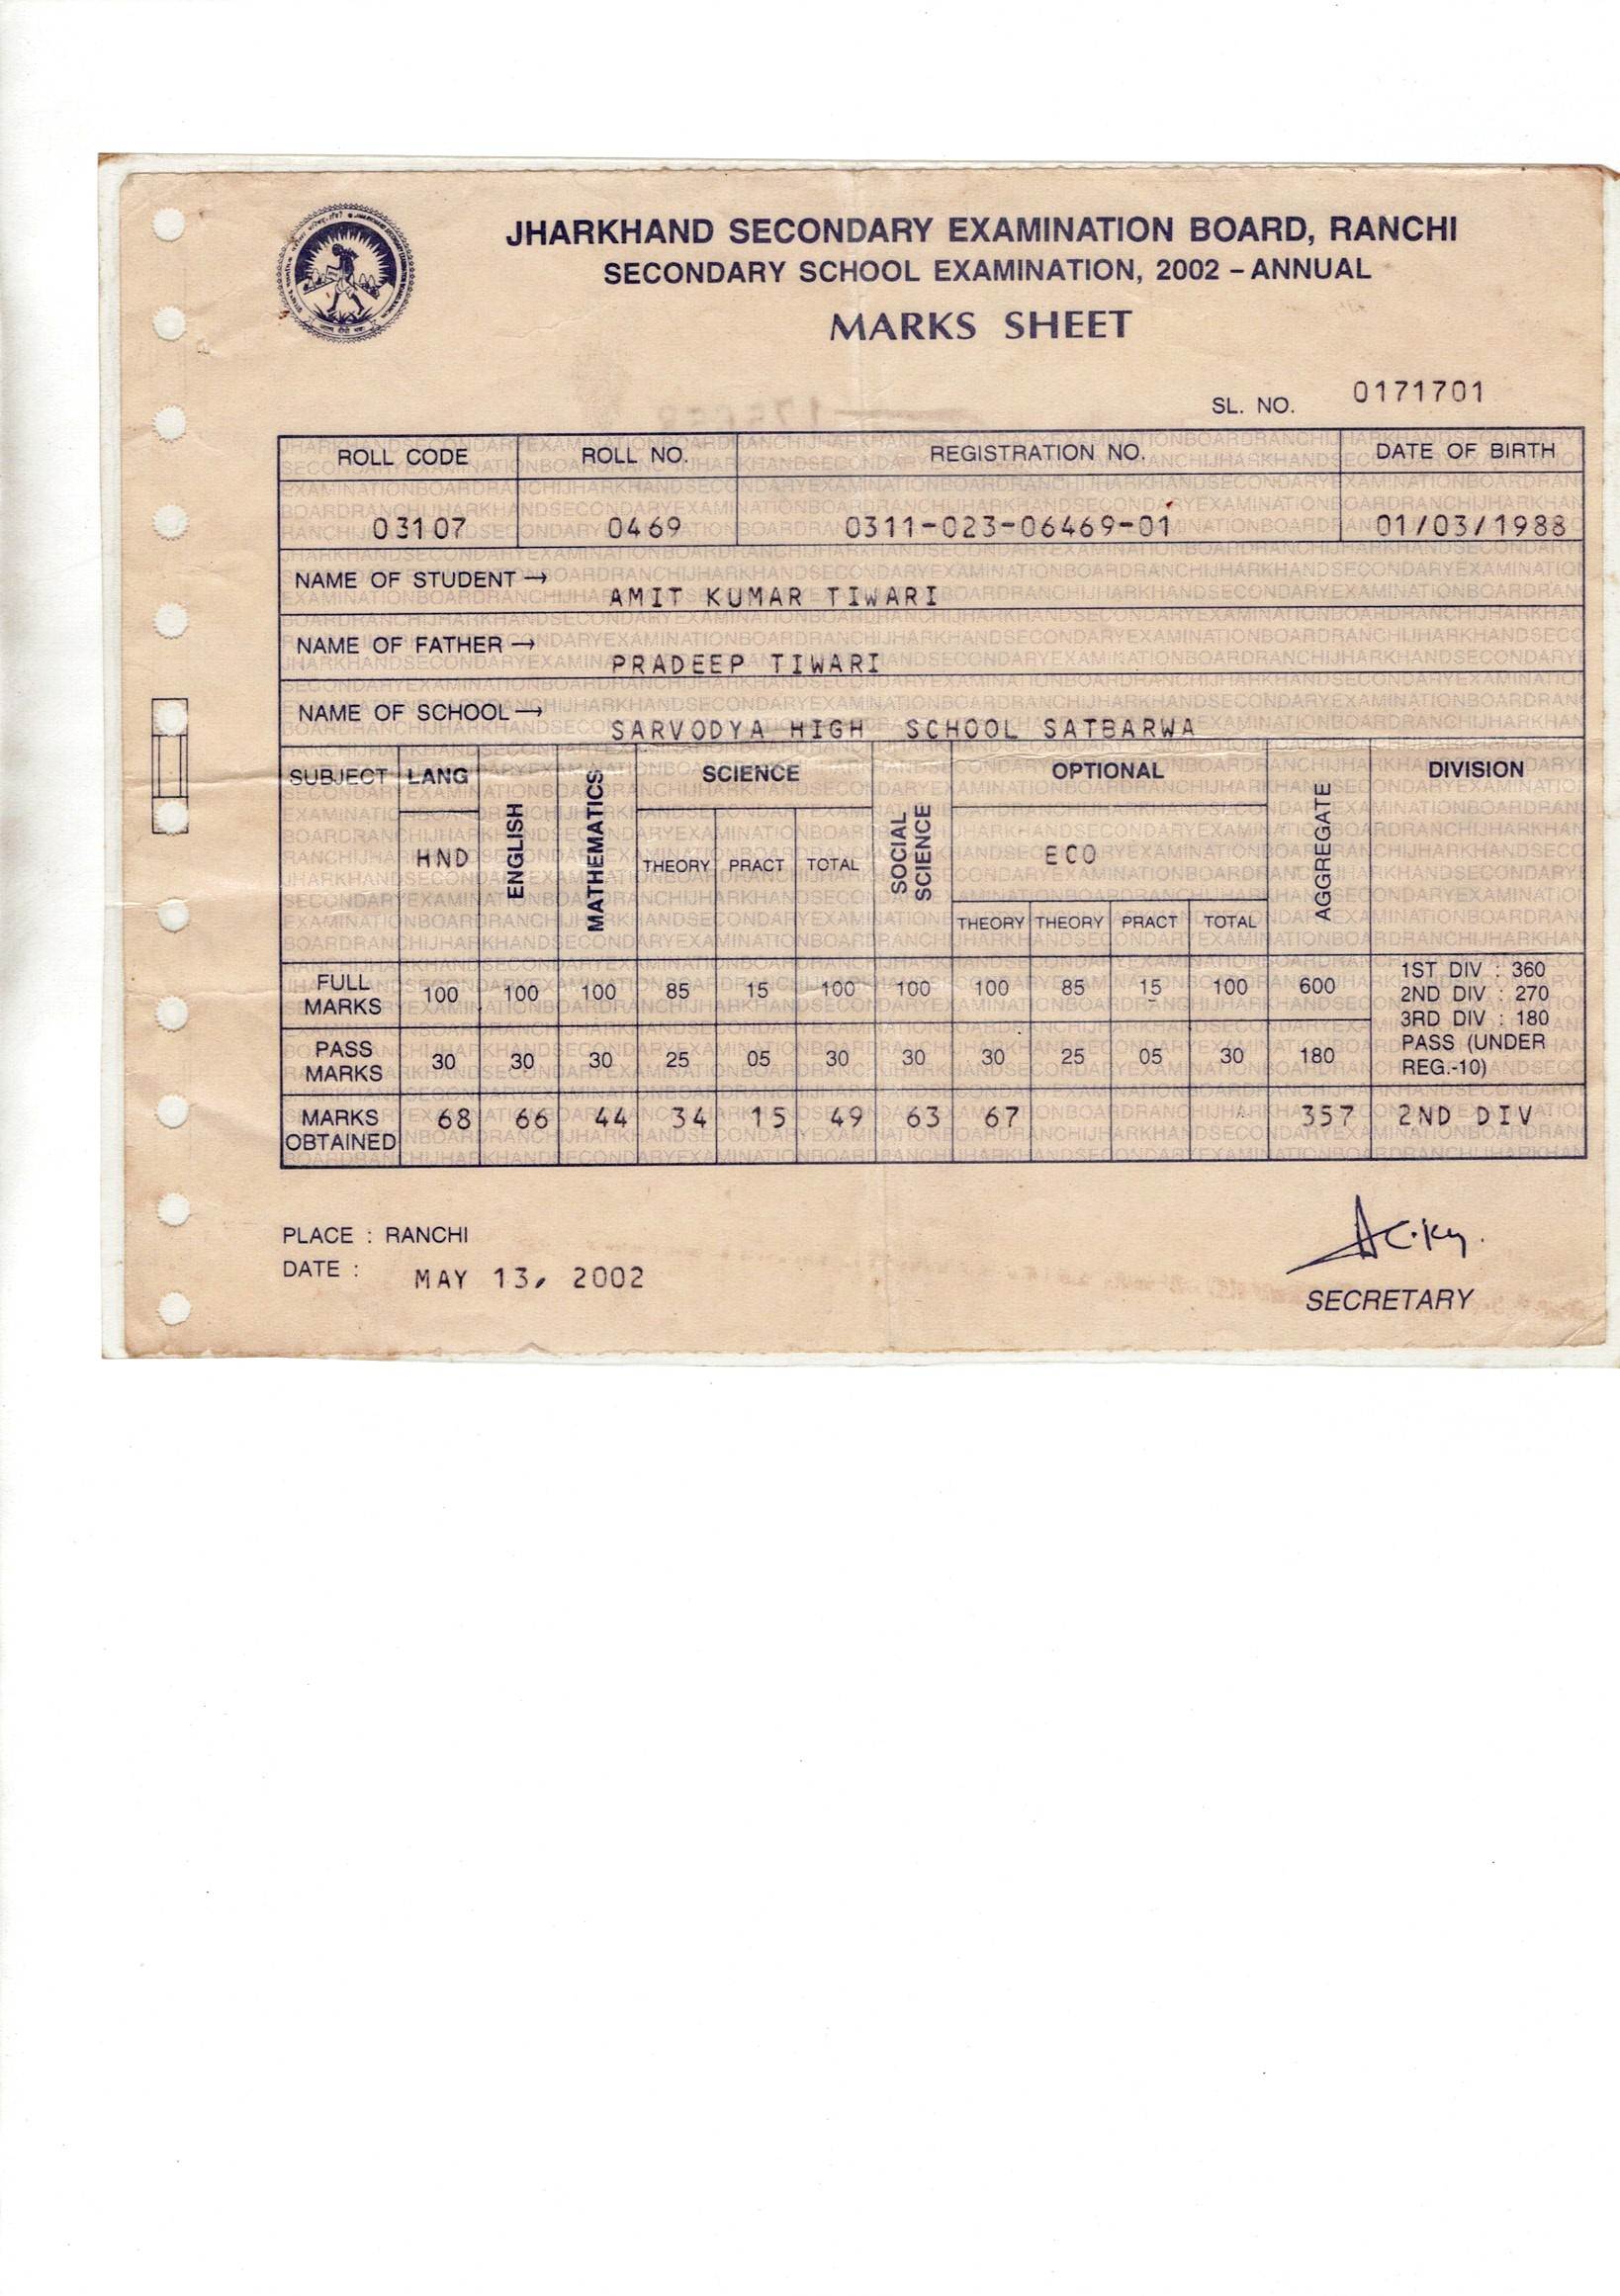 JHARKHAND SECONDARY EXAMINATION BOARD, RANCHI
SECONDARY SCHOOL EXAMINATION, 2002 – ANNUAL
MARKS SHEET
SL. NO. 0171701
ROLL CODE ROLL NO. REGISTRATION NO. DATE OF BIRTH
03107 0469 0311-023-06469-01 01/03/1988
NAME OF STUDENT → AMIT KUMAR TIWARI
NAME OF FATHER → PRADEEP TIWARI
NAME OF SCHOOL → SARVODYA HIGH SCHOOL SATBARWA
SUBJECT LANG ENGLISH MATHEMATICS SCIENCE SOCIAL SCIENCE OPTIONAL AGGREGATE DIVISION
HND THEORY PRACT TOTAL ECO
THEORY THEORY PRACT TOTAL
FULL MARKS 100 100 100 85 15 100 100 100 85 15 100 600 1ST DIV : 360
2ND DIV : 270
3RD DIV : 180
PASS MARKS 30 30 30 25 05 30 30 30 25 05 30 180 PASS (UNDER
REG.-10)
MARKS OBTAINED 68 66 44 34 15 49 63 67 357 2ND DIV
PLACE : RANCHI
DATE : MAY 13, 2002
SECRETARY